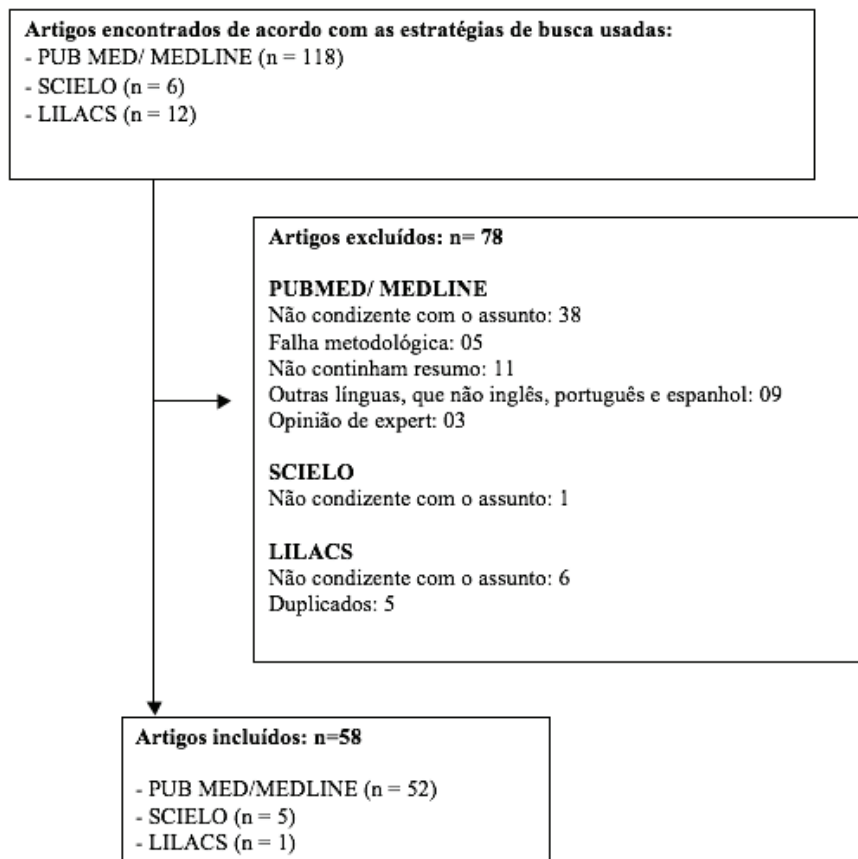 Artigos encontrados de acordo com as estratégias de busca usadas:
- PUB MED/ MEDLINE (n = 118)
- SCIELO (n = 6)
- LILACS (n = 12)
Artigos excluídos: n= 78
PUBMED/ MEDLINE
Não condizente com o assunto: 38
Falha metodológica: 05
Não continham resumo: 11
Outras línguas, que não inglês, português e espanhol: 09
Opinião de expert: 03
SCIELO
Não condizente com o assunto: 1
LILACS
Não condizente com o assunto: 6
Duplicados: 5
Artigos incluídos: n=58
- PUB MED/MEDLINE (n = 52)
- SCIELO (n = 5)
- LILACS (n = 1)